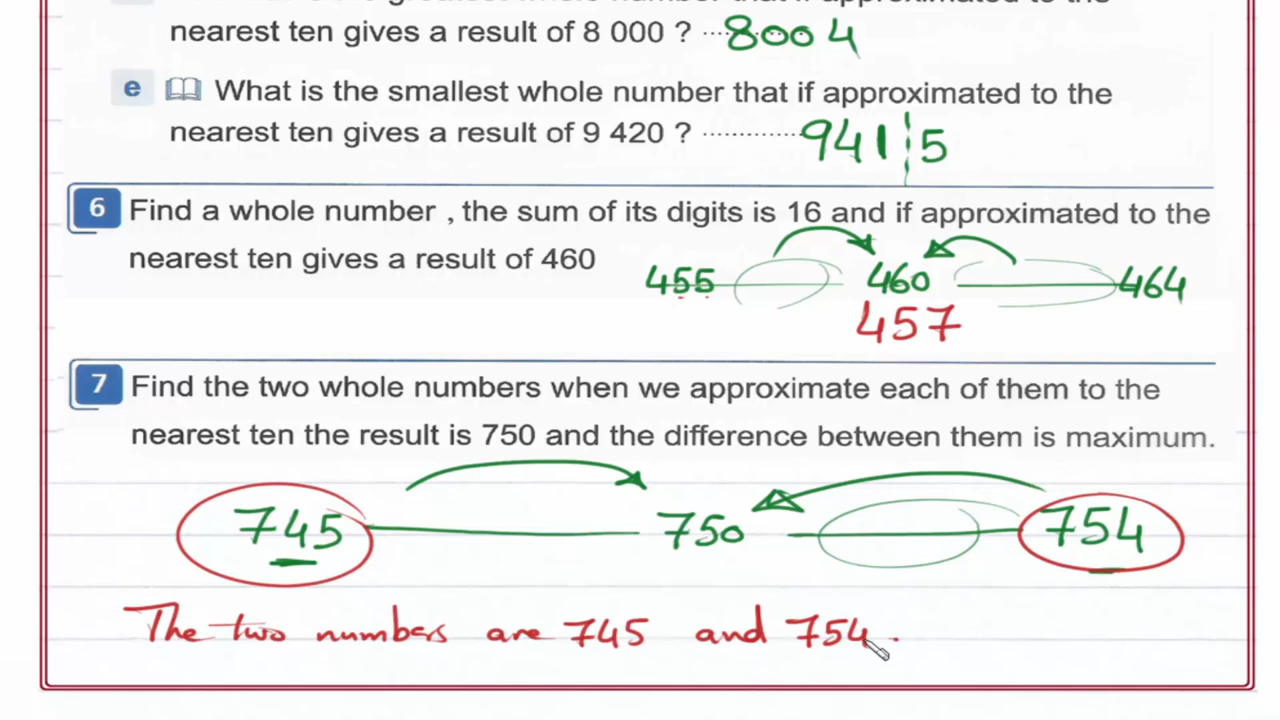 nearest ten gives a result of 8 000 ? 8004
e What is the smallest whole number that if approximated to the
nearest ten gives a result of 9 420 ? 941 5
6 Find a whole number , the sum of its digits is 16 and if approximated to the
nearest ten gives a result of 460
455 460 464
457
7 Find the two whole numbers when we approximate each of them to the
nearest ten the result is 750 and the difference between them is maximum.
745 750 754
The two numbers are 745 and 754.